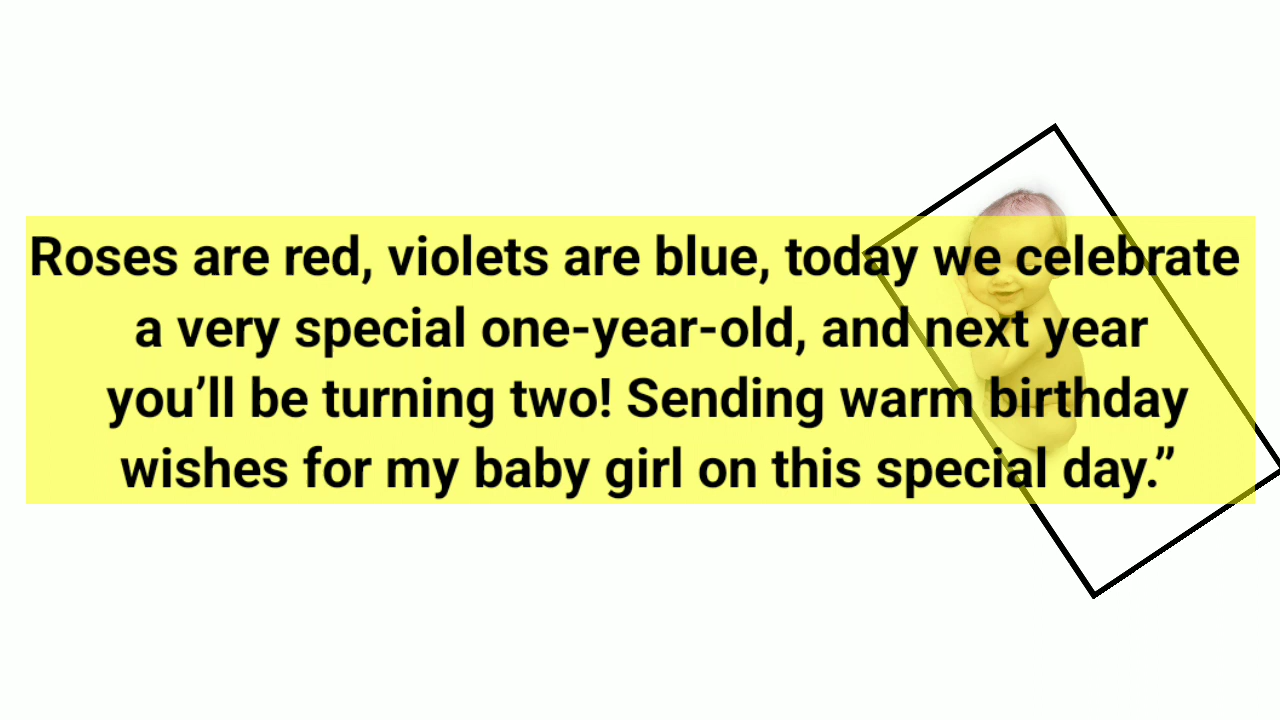 Roses are red, violets are blue, today we celebrate
a very special one-year-old, and next year
you’ll be turning two! Sending warm birthday
wishes for my baby girl on this special day.”